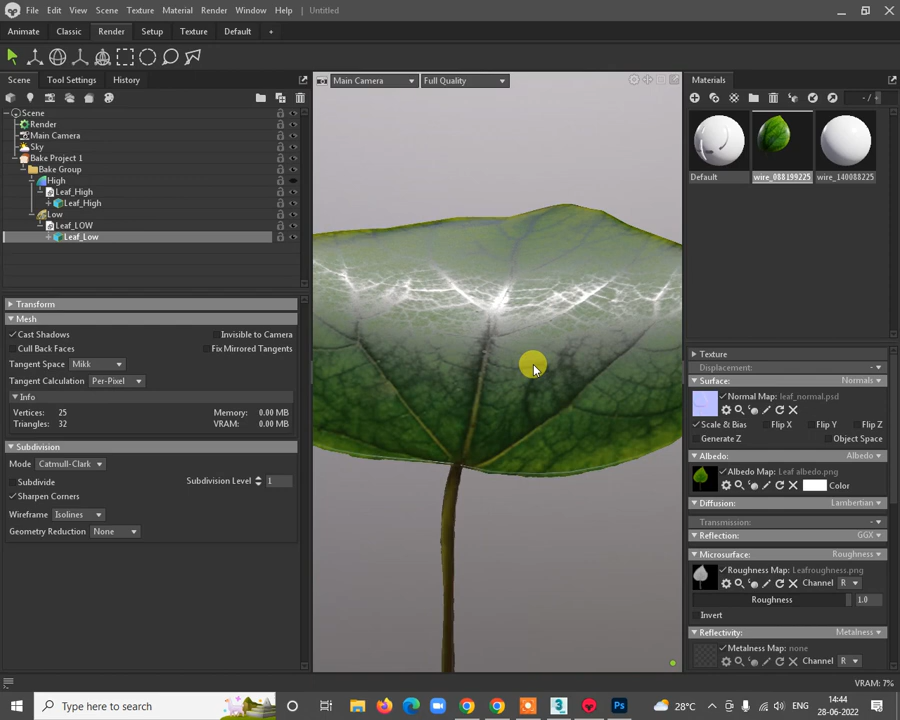 File Edit View Scene Texture Material Render Window Help Untitled
Animate Classic Render Setup Texture Default +
Scene Tool Settings History
Main Camera Full Quality
Materials
- /
Scene
Render
Main Camera
Sky
Bake Project 1
Bake Group
High
Leaf_High
Leaf_High
Low
Leaf_LOW
Leaf_Low
Default wire_088199225 wire_140088225
Transform
Mesh
Cast Shadows Invisible to Camera
Cull Back Faces Fix Mirrored Tangents
Tangent Space Mikk
Tangent Calculation Per-Pixel
Info
Vertices: 25 Memory: 0.00 MB
Triangles: 32 VRAM: 0.00 MB
Subdivision
Mode Catmull-Clark
Subdivide Subdivision Level 1
Sharpen Corners
Wireframe Isolines
Geometry Reduction None
Texture
Displacement: -
Surface: Normals
Normal Map: leaf_normal.psd
Scale & Bias Flip X Flip Y Flip Z
Generate Z Object Space
Albedo: Albedo
Albedo Map: Leaf albedo.png
Color
Diffusion: Lambertian
Transmission: -
Reflection: GGX
Microsurface: Roughness
Roughness Map: Leafroughness.png
Channel R
Roughness 1.0
Invert
Reflectivity: Metalness
Metalness Map: none
Channel R
VRAM: 7%
Type here to search
28°C ENG 14:44 28-06-2022